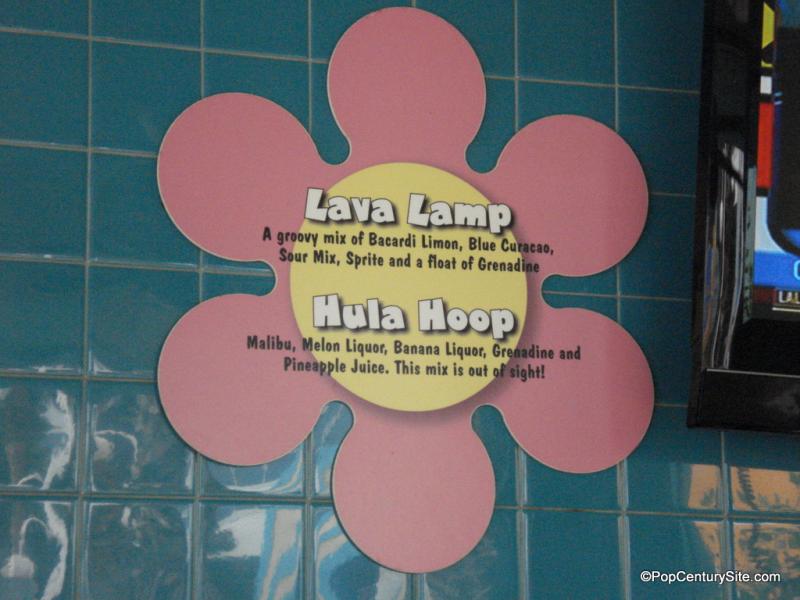 Lava Lamp
A groovy mix of Bacardi Limon, Blue Curacao,
Sour Mix, Sprite and a float of Grenadine
Hula Hoop
Malibu, Melon Liquor, Banana Liquor, Grenadine and
Pineapple Juice. This mix is out of sight!
©PopCenturySite.com